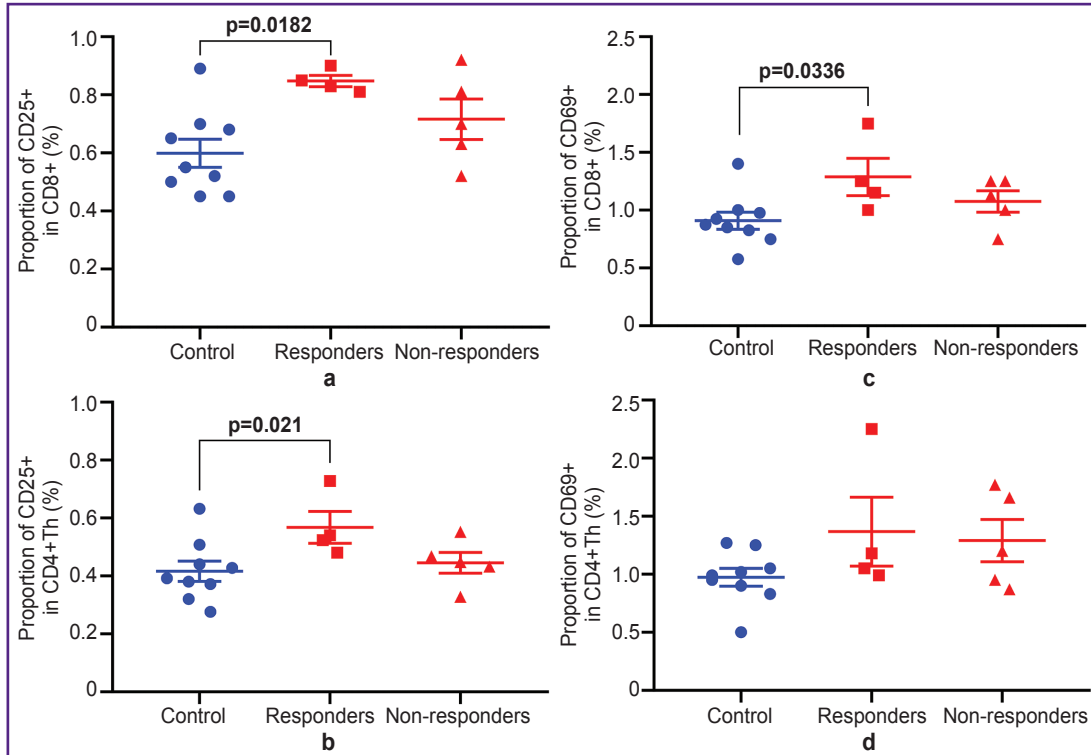 Proportion of CD25+
in CD8+ (%)
1.0
0.8
0.6
0.4
0.2
0
p=0.0182
Control
Responders
Non-responders
a
Proportion of CD69+
in CD8+ (%)
2.5
2.0
1.5
1.0
0.5
0
p=0.0336
Control
Responders
Non-responders
c
Proportion of CD25+
in CD4+Th (%)
1.0
0.8
0.6
0.4
0.2
0
p=0.021
Control
Responders
Non-responders
b
Proportion of CD69+
in CD4+Th (%)
2.5
2.0
1.5
1.0
0.5
0.0
Control
Responders
Non-responders
d